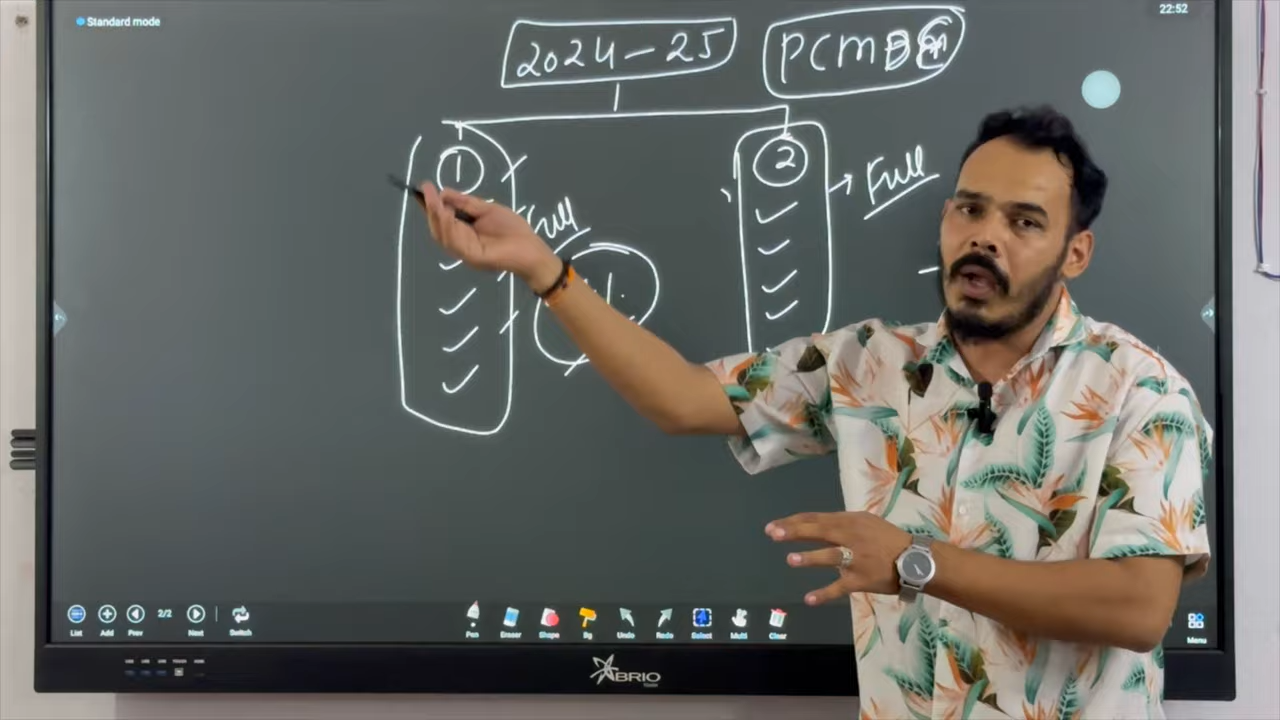 Standard mode
22:52
2024-25
PCMB
1
2
Full
Full
2/2
List
Add
Prev
Next
Switch
Pen
Eraser
Shape
Bg
Undo
Redo
Select
Multi
Clear
Menu
ABRIO